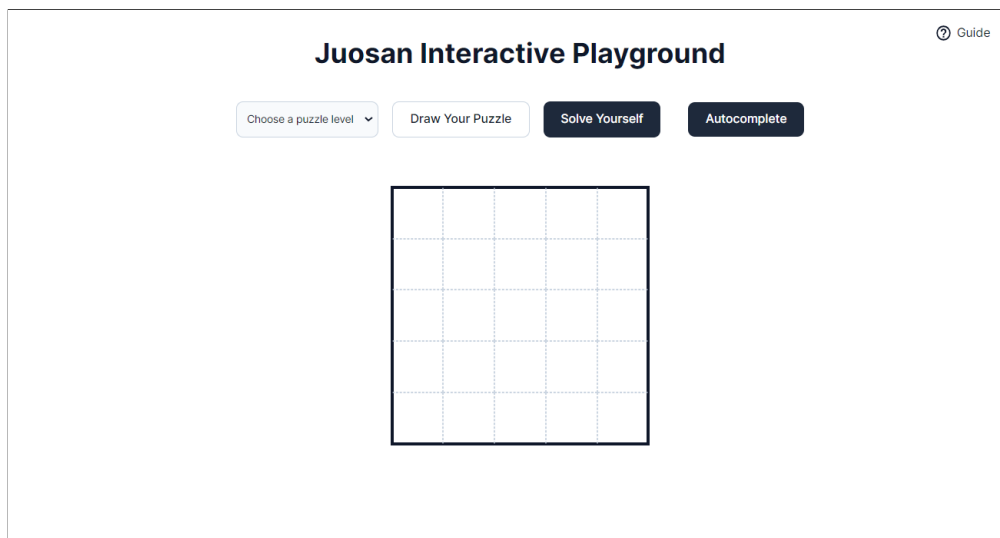 Guide
Juosan Interactive Playground
Choose a puzzle level
Draw Your Puzzle
Solve Yourself
Autocomplete